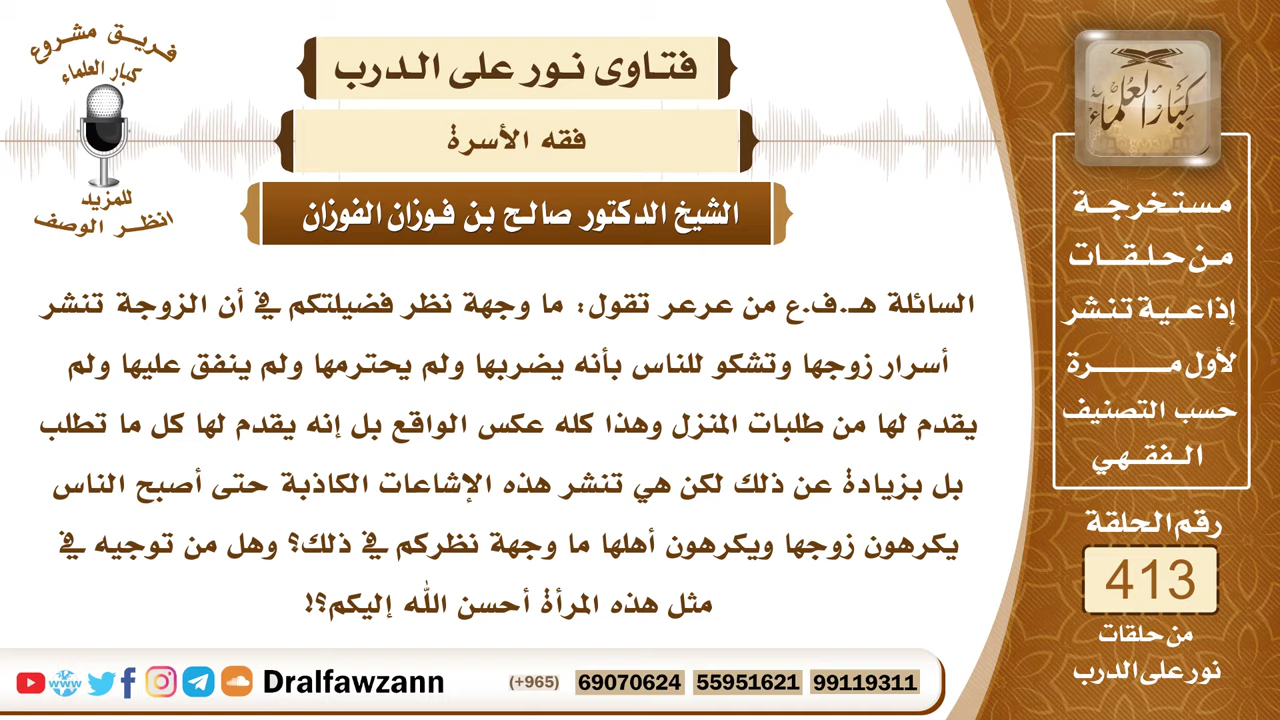 فريق مشروع
كبار العلماء
للمزيد
انظر الوصف
فتاوى نور على الدرب
فقه الأسرة
الشيخ الدكتور صالح بن فوزان الفوزان
السائلة هـ.ف.ع من عرعر تقول: ما وجهة نظر فضيلتكم في أن الزوجة تنشر
أسرار زوجها وتشكو للناس بأنه يضربها ولم يحترمها ولم ينفق عليها ولم
يقدم لها من طلبات المنزل وهذا كله عكس الواقع بل إنه يقدم لها كل ما تطلب
بل بزيادة عن ذلك لكن هي تنشر هذه الإشاعات الكاذبة حتى أصبح الناس
يكرهون زوجها ويكرهون أهلها ما وجهة نظركم في ذلك؟ وهل من توجيه في
مثل هذه المرأة أحسن الله إليكم؟!
كبار العلماء
مستخرجة
من حلقات
إذاعية تنشر
لأول مرة
حسب التصنيف
الفقهي
رقم الحلقة
413
من حلقات
نور على الدرب
www Dralfawzann (+965) 69070624 55951621 99119311